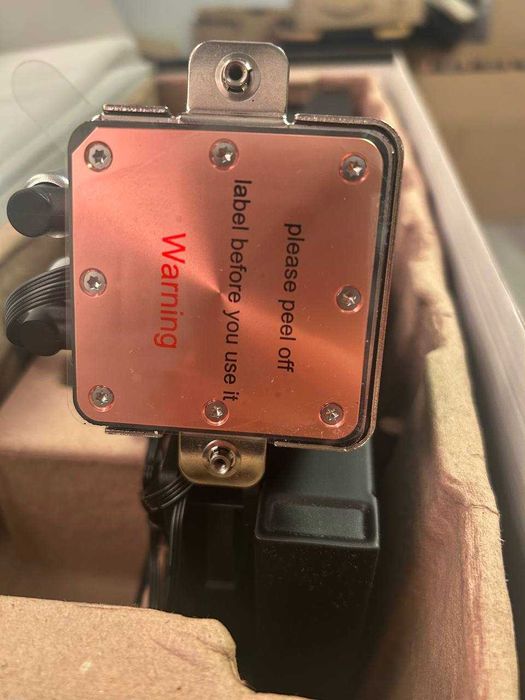 please peel off
label before you use it
Warning